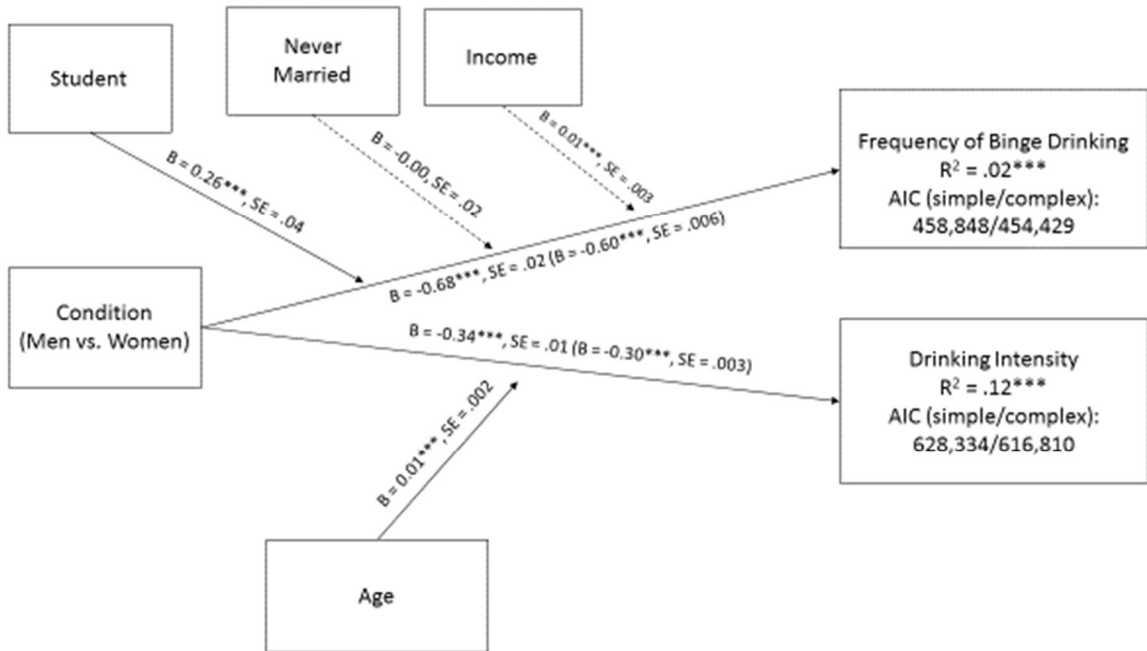 Student
Never
Married
Income
B = 0.26***, SE = .04
B = -0.00, SE = .02
B = 0.01***, SE = .003
Frequency of Binge Drinking
R² = .02***
AIC (simple/complex):
458,848/454,429
B = -0.68***, SE = .02 (B = -0.60***, SE = .006)
Condition
(Men vs. Women)
B = -0.34***, SE = .01 (B = -0.30***, SE = .003)
Drinking Intensity
R² = .12***
AIC (simple/complex):
628,334/616,810
B = 0.01***, SE = .002
Age